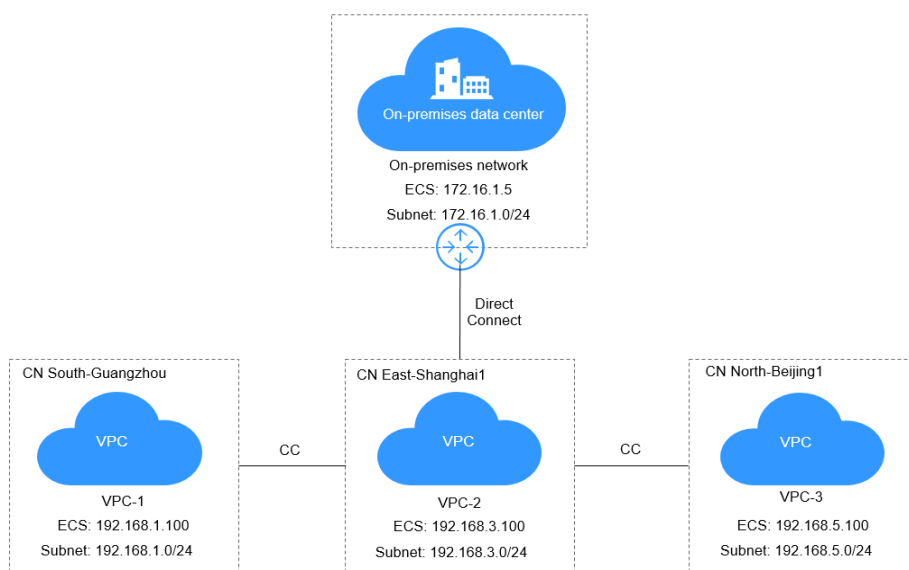 On-premises data center
On-premises network
ECS: 172.16.1.5
Subnet: 172.16.1.0/24
Direct
Connect
CN South-Guangzhou
VPC
VPC-1
ECS: 192.168.1.100
Subnet: 192.168.1.0/24
CC
CN East-Shanghai1
VPC
VPC-2
ECS: 192.168.3.100
Subnet: 192.168.3.0/24
CC
CN North-Beijing1
VPC
VPC-3
ECS: 192.168.5.100
Subnet: 192.168.5.0/24